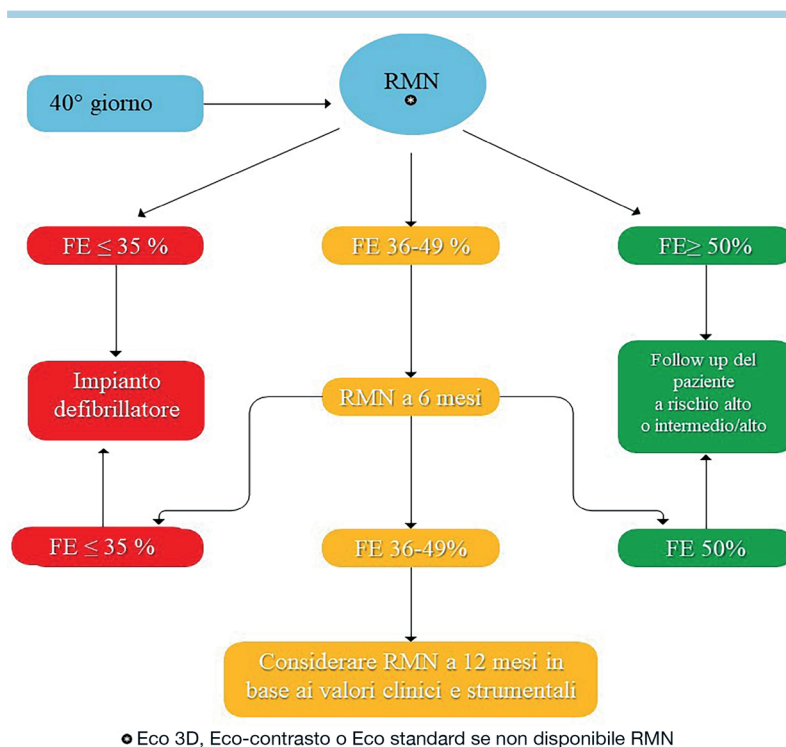 RMN
40° giorno
FE ≤ 35 %
FE 36-49 %
FE≥ 50%
Impianto
defibrillatore
RMN a 6 mesi
Follow up del
paziente
a rischio alto
o intermedio/alto
FE ≤ 35 %
FE 36-49%
FE 50%
Considerare RMN a 12 mesi in
base ai valori clinici e strumentali
Eco 3D, Eco-contrasto o Eco standard se non disponibile RMN